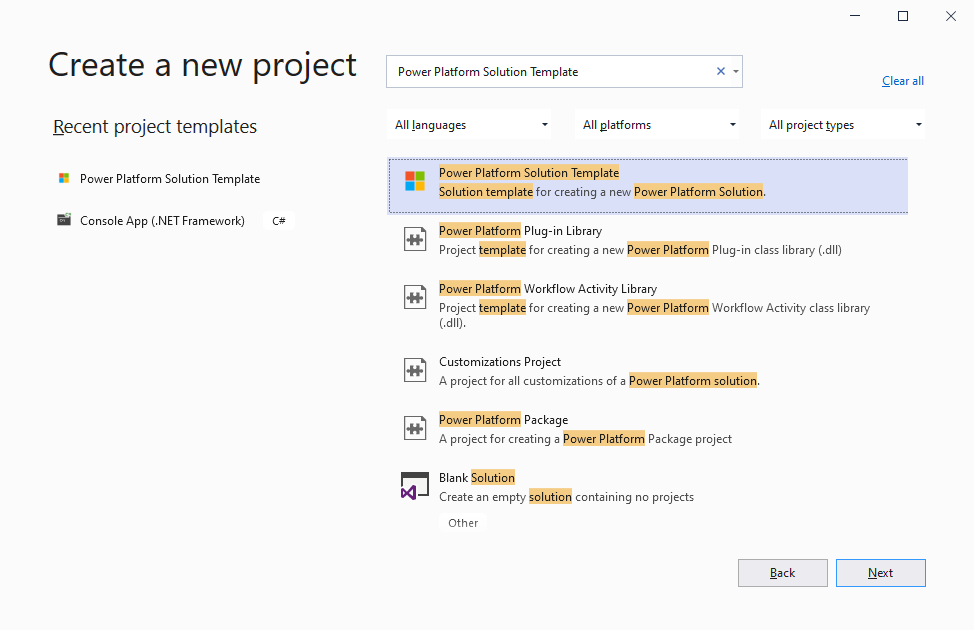 Create a new project
Power Platform Solution Template
Clear all
Recent project templates
All languages
All platforms
All project types
Power Platform Solution Template
Console App (.NET Framework)
C#
Power Platform Solution Template
Solution template for creating a new Power Platform Solution.
Power Platform Plug-in Library
Project template for creating a new Power Platform Plug-in class library (.dll)
Power Platform Workflow Activity Library
Project template for creating a new Power Platform Workflow Activity class library
(.dll).
Customizations Project
A project for all customizations of a Power Platform solution.
Power Platform Package
A project for creating a Power Platform Package project
Blank Solution
Create an empty solution containing no projects
Other
Back
Next